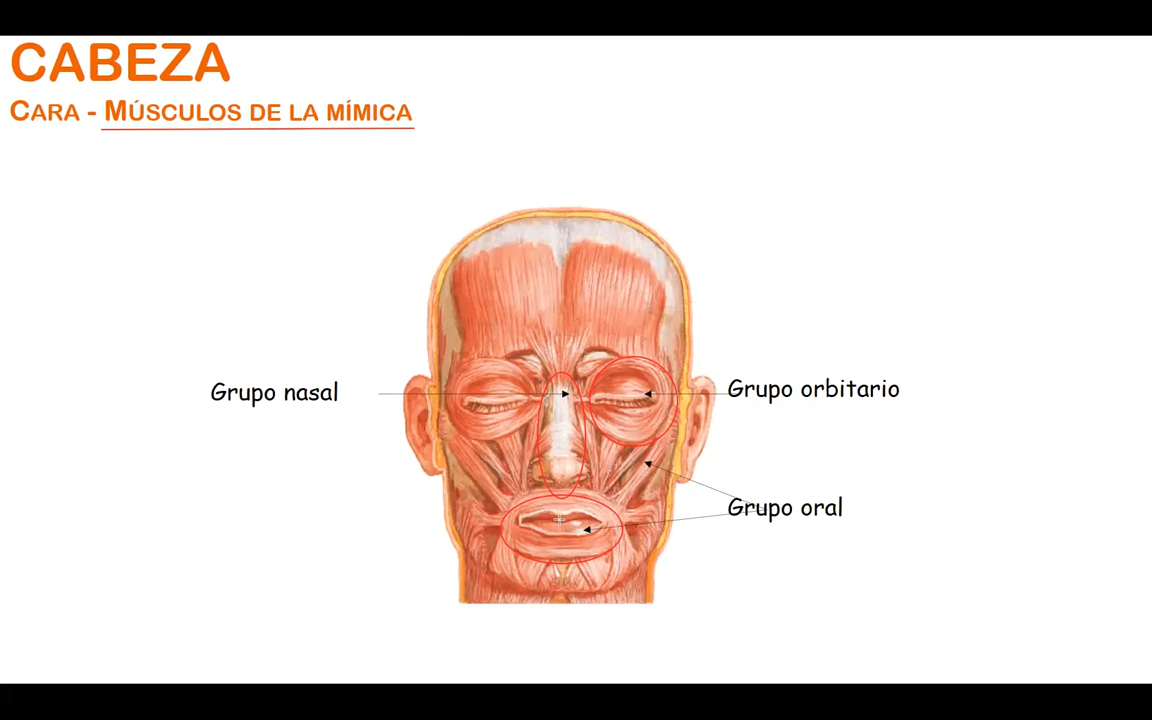 CABEZA
CARA - MÚSCULOS DE LA MÍMICA
Grupo nasal
Grupo orbitario
Grupo oral